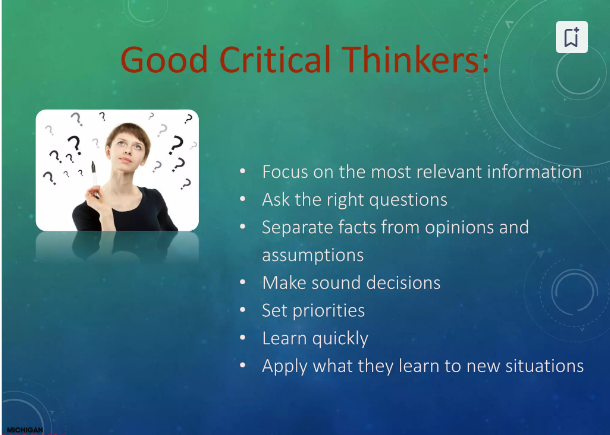 Good Critical Thinkers:
• Focus on the most relevant information
• Ask the right questions
• Separate facts from opinions and
assumptions
• Make sound decisions
• Set priorities
• Learn quickly
• Apply what they learn to new situations
MICHIGAN